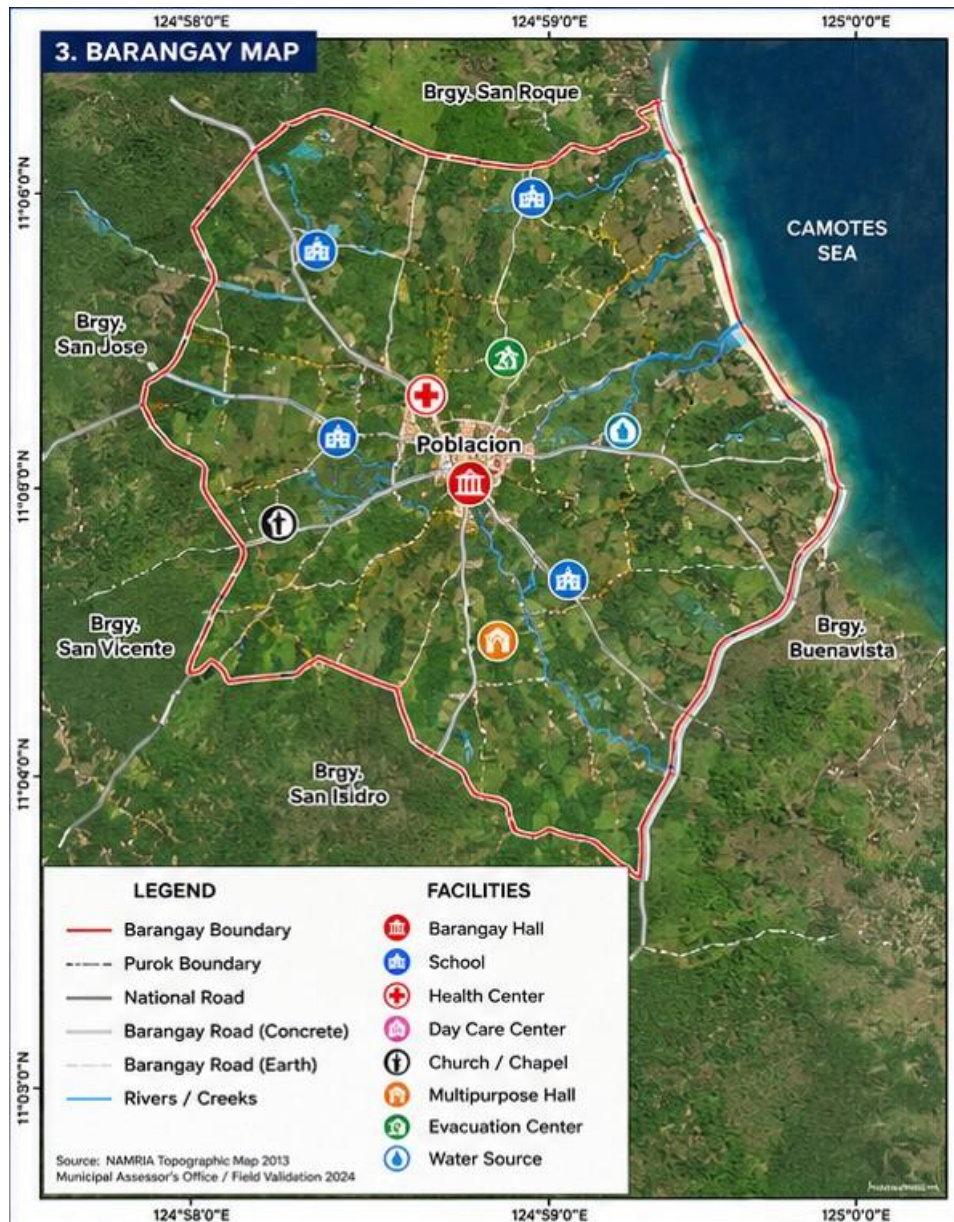 124°58'0"E 124°59'0"E 125°0'0"E
3. BARANGAY MAP
Brgy. San Roque
11°06'0"N
CAMOTES
SEA
Brgy.
San Jose
Poblacion
11°05'0"N
Brgy.
San Vicente
Brgy.
Buenavista
11°04'0"N
Brgy.
San Isidro
LEGEND
Barangay Boundary
Purok Boundary
National Road
Barangay Road (Concrete)
Barangay Road (Earth)
Rivers / Creeks
FACILITIES
Barangay Hall
School
Health Center
Day Care Center
Church / Chapel
Multipurpose Hall
Evacuation Center
Water Source
11°03'0"N
Source: NAMRIA Topographic Map 2013
Municipal Assessor's Office / Field Validation 2024
124°58'0"E 124°59'0"E 125°0'0"E